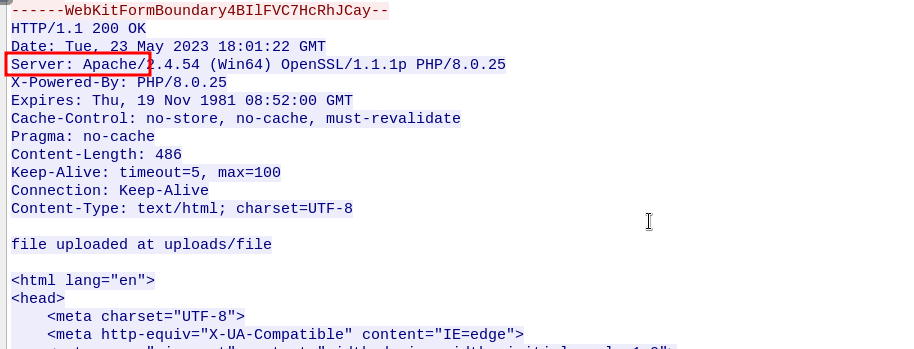 ------WebKitFormBoundary4BIlFVC7HcRhJCay--
HTTP/1.1 200 OK
Date: Tue, 23 May 2023 18:01:22 GMT
Server: Apache/2.4.54 (Win64) OpenSSL/1.1.1p PHP/8.0.25
X-Powered-By: PHP/8.0.25
Expires: Thu, 19 Nov 1981 08:52:00 GMT
Cache-Control: no-store, no-cache, must-revalidate
Pragma: no-cache
Content-Length: 486
Keep-Alive: timeout=5, max=100
Connection: Keep-Alive
Content-Type: text/html; charset=UTF-8
file uploaded at uploads/file
<html lang="en">
<head>
<meta charset="UTF-8">
<meta http-equiv="X-UA-Compatible" content="IE=edge">